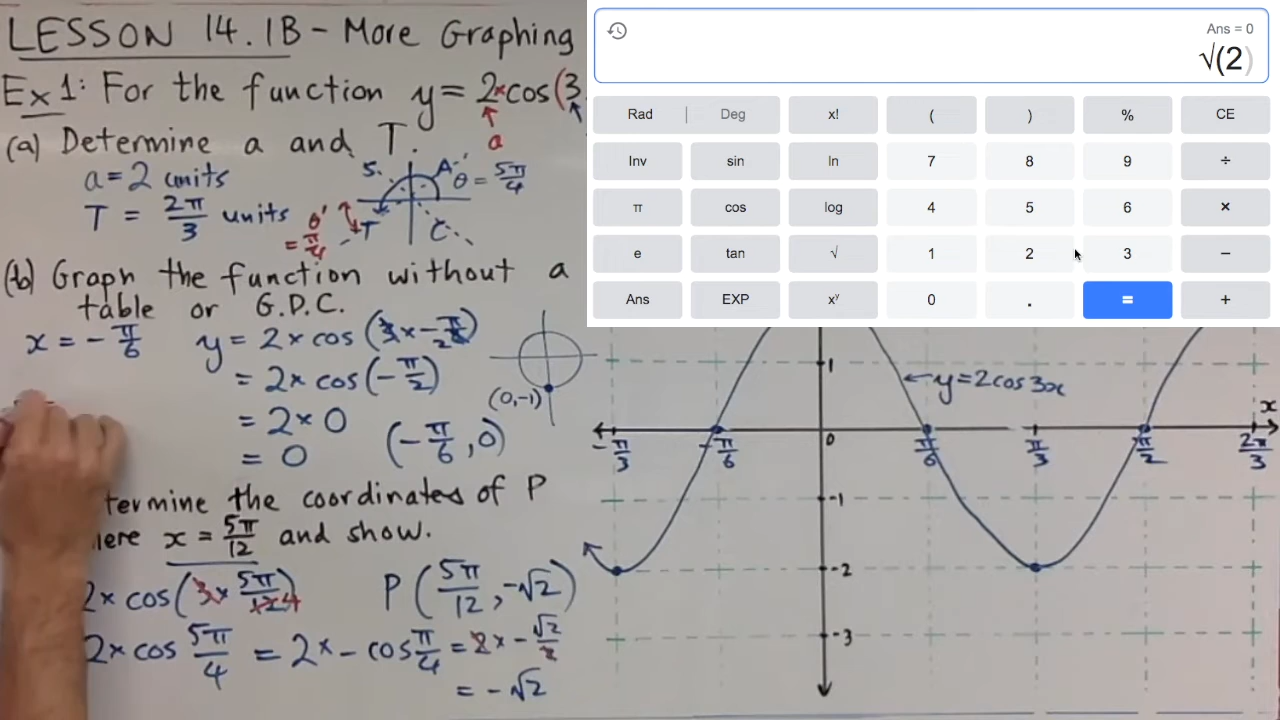 LESSON 14.1B - More Graphing
Ex 1: For the function y = 2×cos(3
a
(a) Determine a and T.
a = 2 units
T = 2π/3 units
S A
T C
θ = 5π/4
θ' = π/4
(b) Graph the function without a
table or G.D.C.
x = -π/6 y = 2×cos(3×-π/6)
= 2×cos(-π/2)
= 2×0
= 0 (-π/6, 0)
(0,-1)
termine the coordinates of P
ere x = 5π/12 and show.
2×cos(3×5π/12) 4
P(5π/12, -√2)
2×cos 5π/4 = 2×-cos π/4 = 2×-√2/2
= -√2
Ans = 0
√(2)
Rad Deg x! ( ) % CE
Inv sin ln 7 8 9 ÷
π cos log 4 5 6 ×
e tan √ 1 2 3 −
Ans EXP xʸ 0 . = +
1
y=2cos3x
x
-π/3 -π/6 0 π/6 π/3 π/2 2π/3
-1
-2
-3